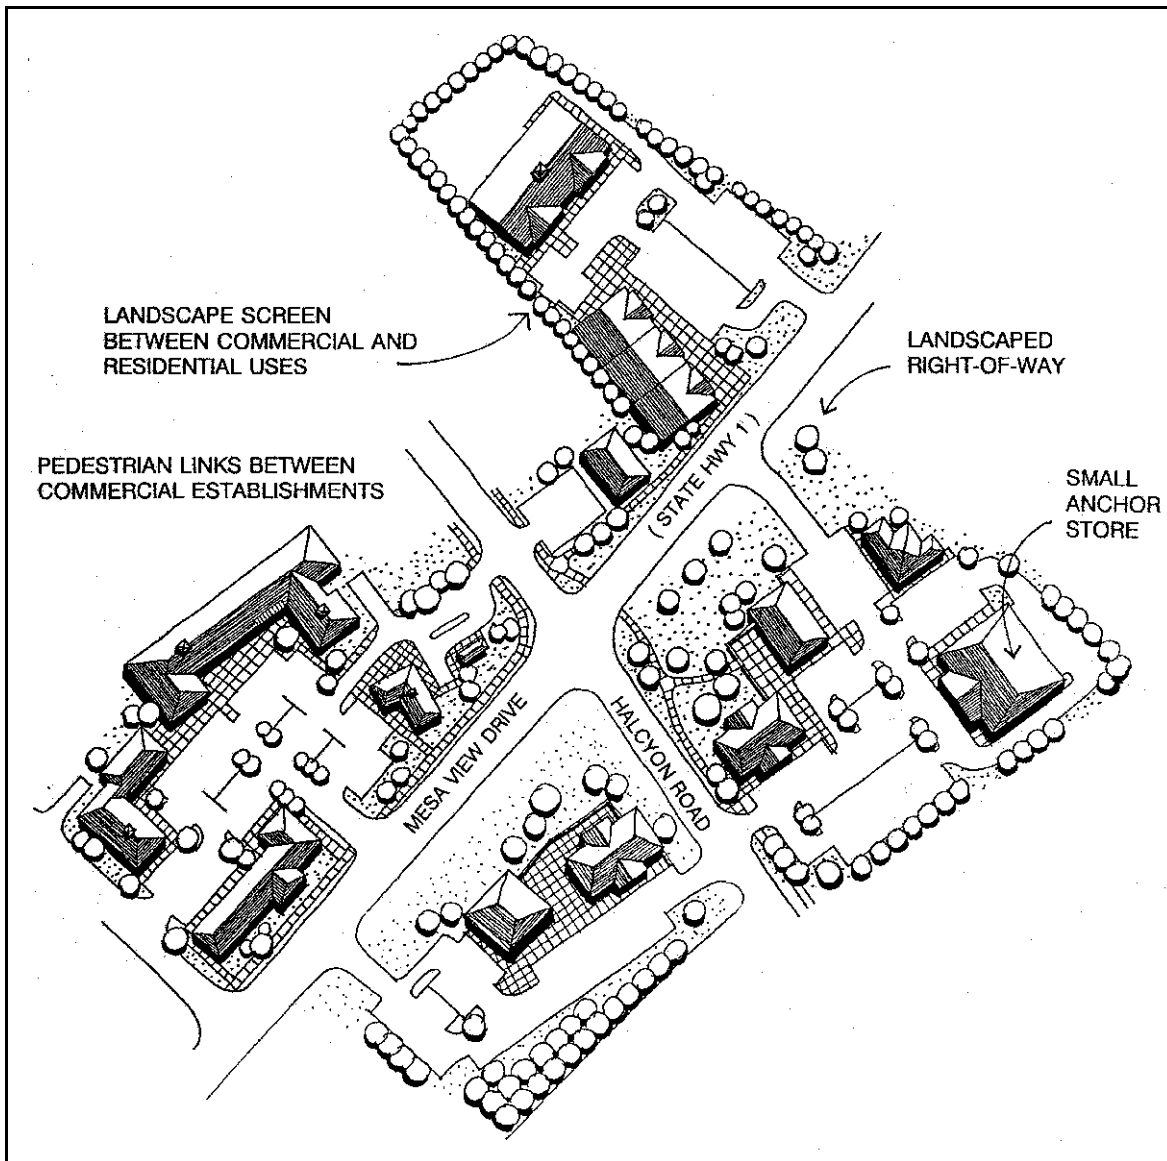 LANDSCAPE SCREEN
BETWEEN COMMERCIAL AND
RESIDENTIAL USES
LANDSCAPED
RIGHT-OF-WAY
PEDESTRIAN LINKS BETWEEN
COMMERCIAL ESTABLISHMENTS
SMALL
ANCHOR
STORE
( STATE HWY 1 )
MESA VIEW DRIVE
HALCYON ROAD